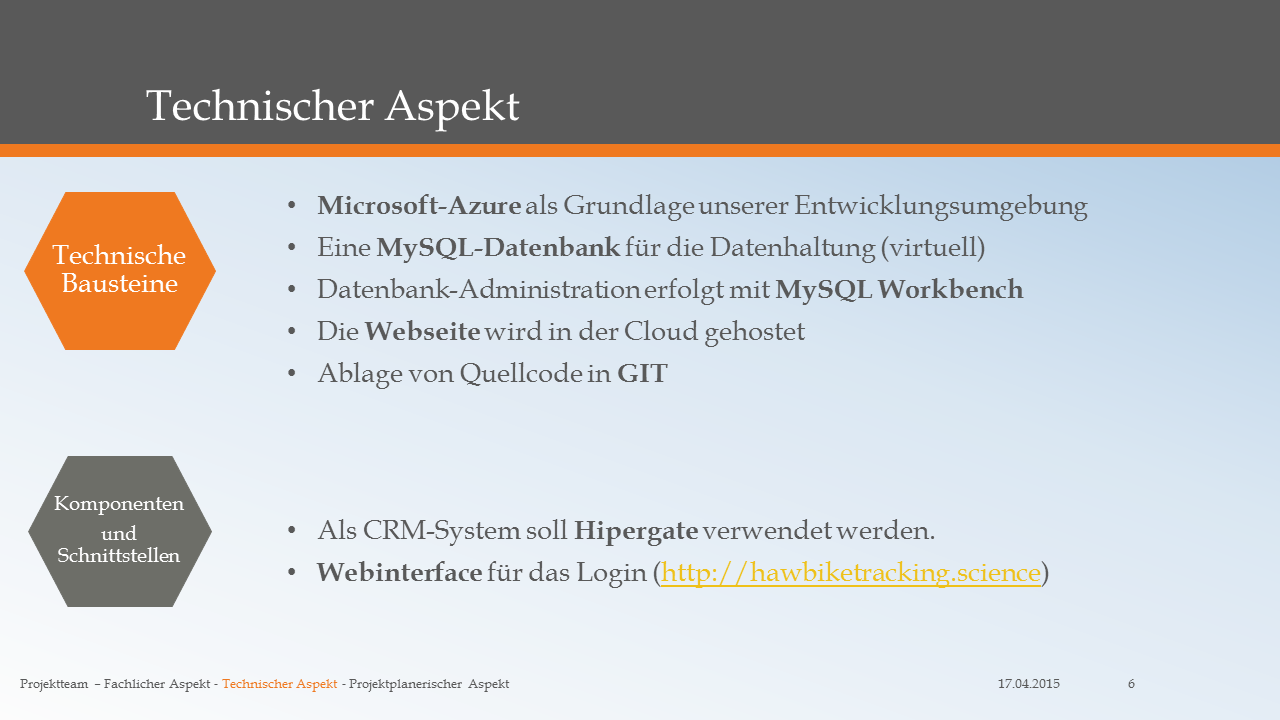 Technischer Aspekt
Technische
Bausteine
• Microsoft-Azure als Grundlage unserer Entwicklungsumgebung
• Eine MySQL-Datenbank für die Datenhaltung (virtuell)
• Datenbank-Administration erfolgt mit MySQL Workbench
• Die Webseite wird in der Cloud gehostet
• Ablage von Quellcode in GIT
Komponenten
und
Schnittstellen
• Als CRM-System soll Hipergate verwendet werden.
• Webinterface für das Login (http://hawbiketracking.science)
Projektteam – Fachlicher Aspekt - Technischer Aspekt - Projektplanerischer Aspekt 17.04.2015 6